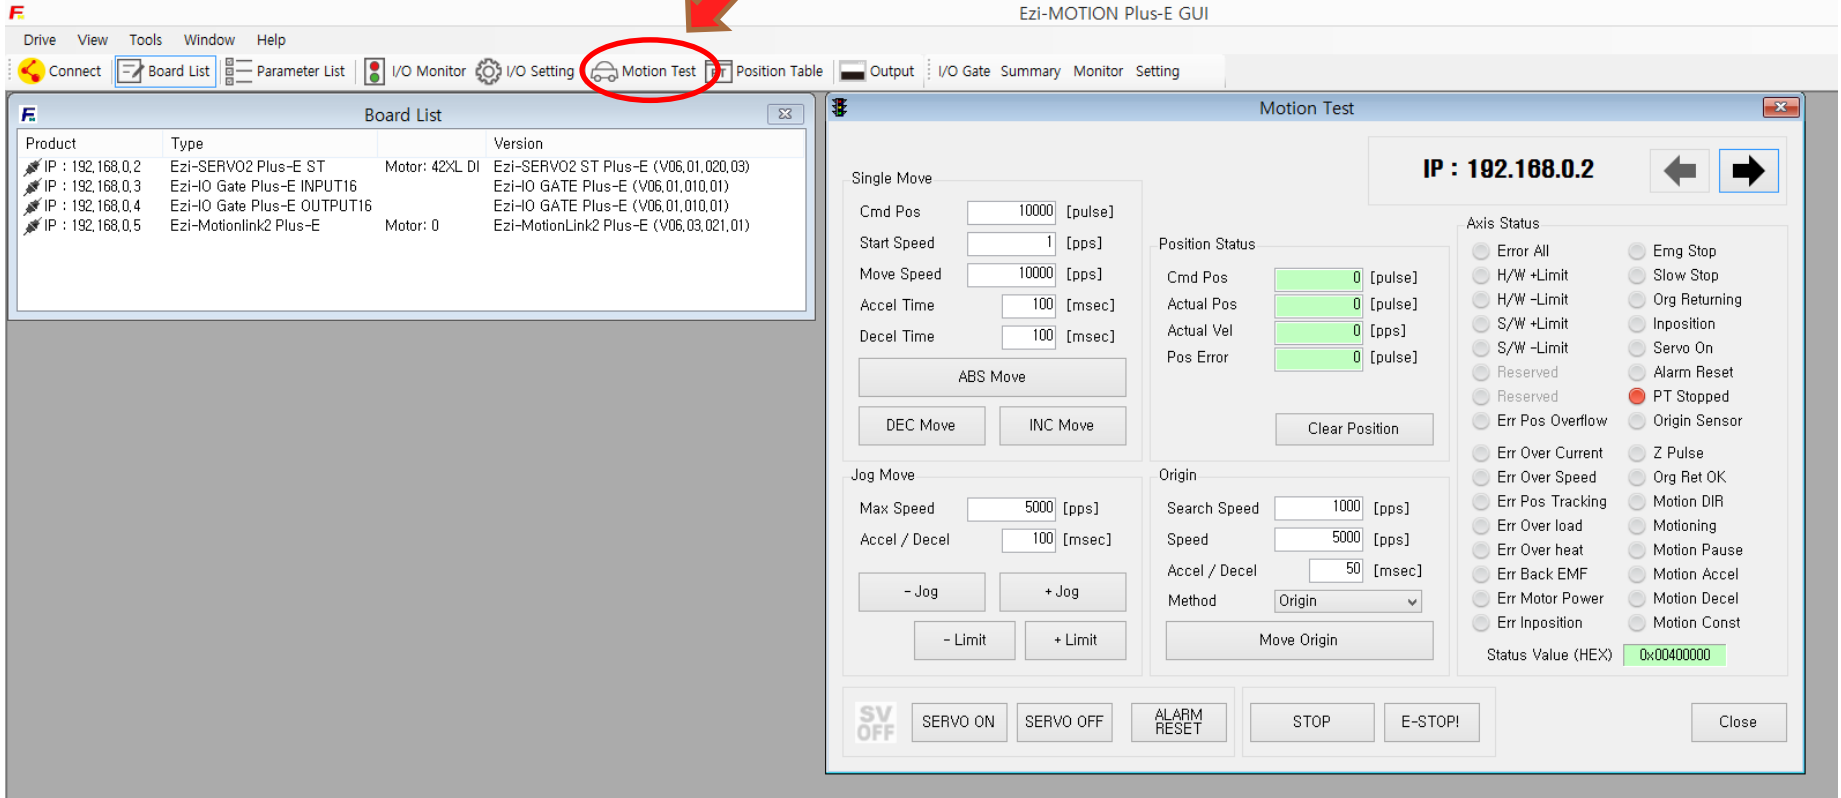 Ezi-MOTION Plus-E GUI
Drive View Tools Window Help
Connect Board List Parameter List I/O Monitor I/O Setting Motion Test PT Position Table Output I/O Gate Summary Monitor Setting
Board List
Product Type Version
IP : 192,168,0,2 Ezi-SERVO2 Plus-E ST Motor: 42XL DI Ezi-SERVO2 ST Plus-E (V06,01,020,03)
IP : 192,168,0,3 Ezi-IO Gate Plus-E INPUT16 Ezi-IO GATE Plus-E (V06,01,010,01)
IP : 192,168,0,4 Ezi-IO Gate Plus-E OUTPUT16 Ezi-IO GATE Plus-E (V06,01,010,01)
IP : 192,168,0,5 Ezi-Motionlink2 Plus-E Motor: 0 Ezi-MotionLink2 Plus-E (V06,03,021,01)
Motion Test
IP : 192.168.0.2
Single Move
Cmd Pos 10000 [pulse]
Start Speed 1 [pps]
Move Speed 10000 [pps]
Accel Time 100 [msec]
Decel Time 100 [msec]
ABS Move
DEC Move INC Move
Position Status
Cmd Pos 0 [pulse]
Actual Pos 0 [pulse]
Actual Vel 0 [pps]
Pos Error 0 [pulse]
Clear Position
Jog Move
Max Speed 5000 [pps]
Accel / Decel 100 [msec]
- Jog + Jog
- Limit + Limit
Origin
Search Speed 1000 [pps]
Speed 5000 [pps]
Accel / Decel 50 [msec]
Method Origin
Move Origin
Axis Status
Error All Emg Stop
H/W +Limit Slow Stop
H/W -Limit Org Returning
S/W +Limit Inposition
S/W -Limit Servo On
Reserved Alarm Reset
Reserved PT Stopped
Err Pos Overflow Origin Sensor
Err Over Current Z Pulse
Err Over Speed Org Ret OK
Err Pos Tracking Motion DIR
Err Over load Motioning
Err Over heat Motion Pause
Err Back EMF Motion Accel
Err Motor Power Motion Decel
Err Inposition Motion Const
Status Value (HEX) 0x00400000
SV OFF SERVO ON SERVO OFF ALARM RESET STOP E-STOP! Close